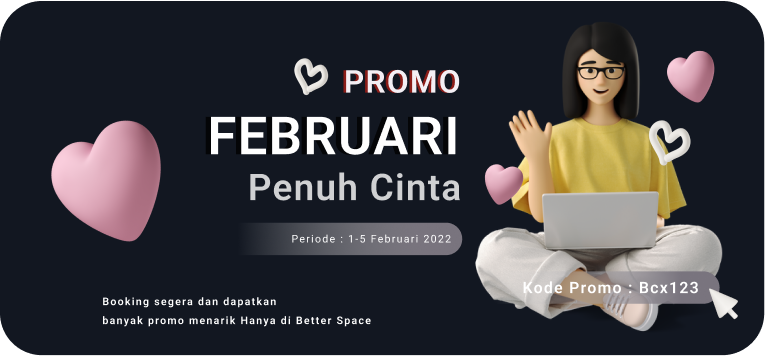 PROMO
FEBRUARI
Penuh Cinta
Periode : 1-5 Februari 2022
Kode Promo : Bcx123
Booking segera dan dapatkan
banyak promo menarik Hanya di Better Space